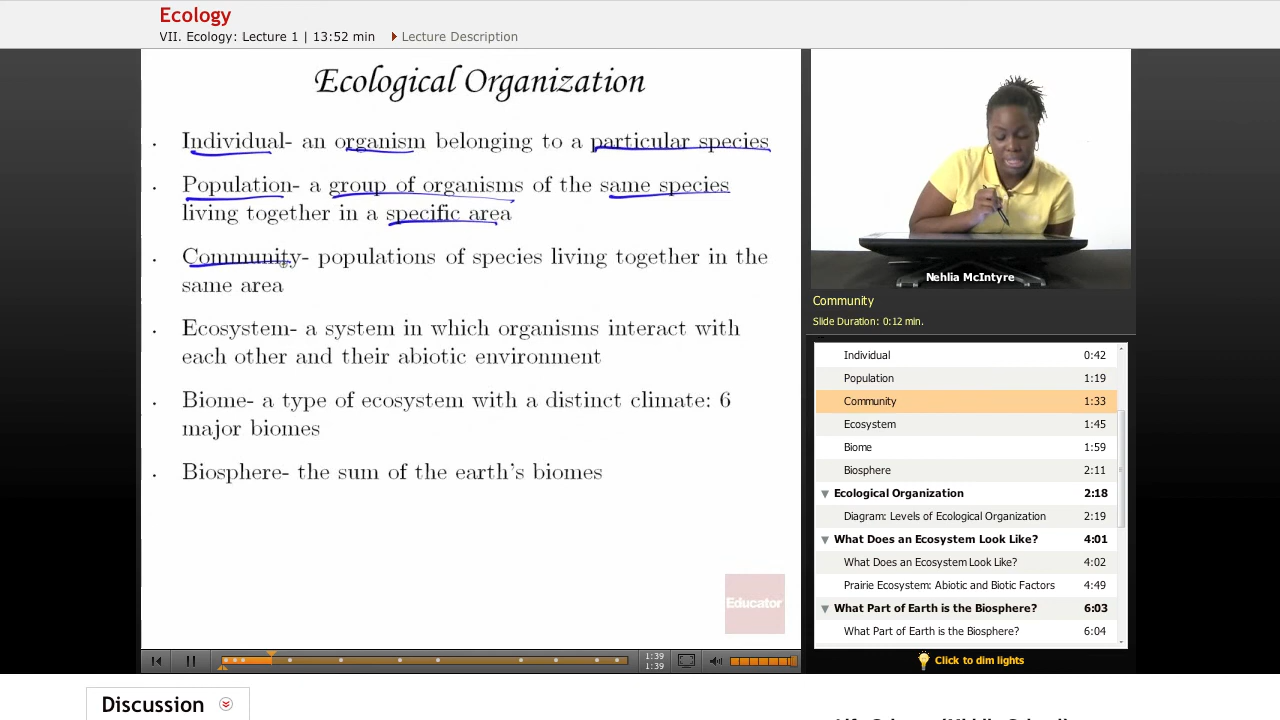 Ecology
VII. Ecology: Lecture 1 | 13:52 min
Lecture Description
Ecological Organization
Individual- an organism belonging to a particular species
Population- a group of organisms of the same species
living together in a specific area
Community- populations of species living together in the
same area
Ecosystem- a system in which organisms interact with
each other and their abiotic environment
Biome- a type of ecosystem with a distinct climate: 6
major biomes
Biosphere- the sum of the earth's biomes
Educator
1:39
1:39
Nehlia McIntyre
Community
Slide Duration: 0:12 min.
Individual 0:42
Population 1:19
Community 1:33
Ecosystem 1:45
Biome 1:59
Biosphere 2:11
Ecological Organization 2:18
Diagram: Levels of Ecological Organization 2:19
What Does an Ecosystem Look Like? 4:01
What Does an Ecosystem Look Like? 4:02
Prairie Ecosystem: Abiotic and Biotic Factors 4:49
What Part of Earth is the Biosphere? 6:03
What Part of Earth is the Biosphere? 6:04
Click to dim lights
Discussion